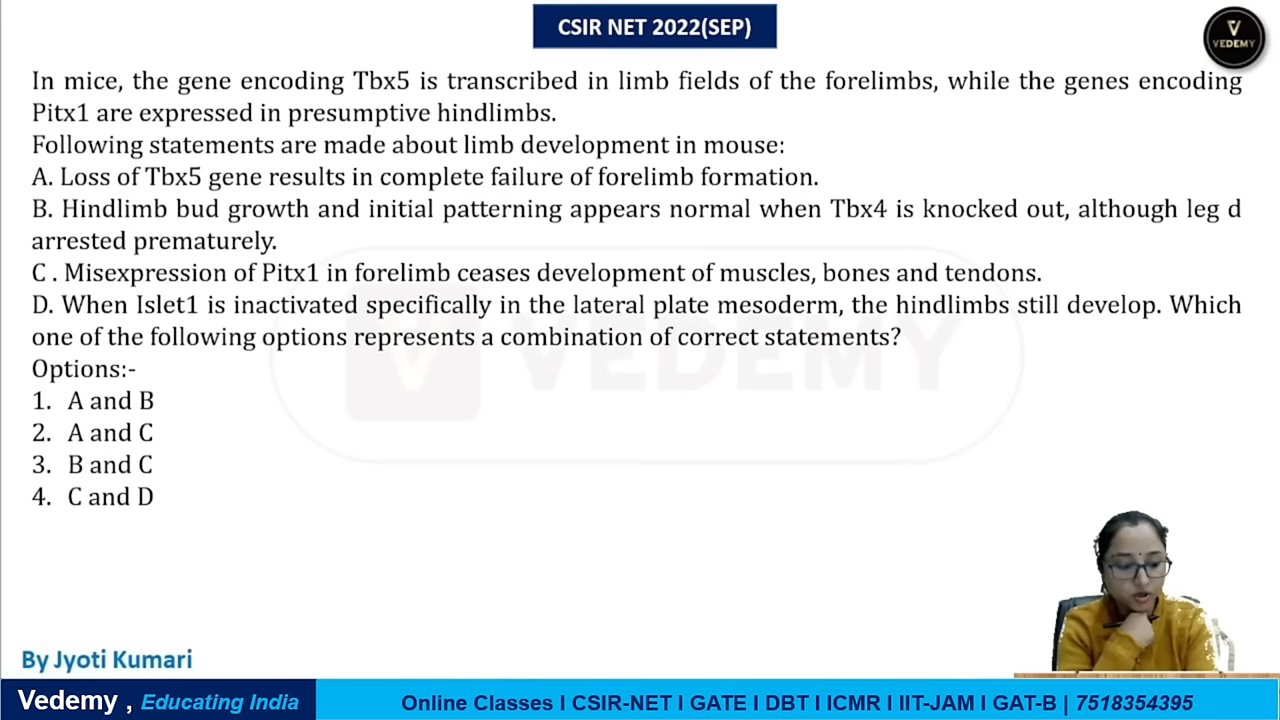 CSIR NET 2022(SEP)
VEDEMY
In mice, the gene encoding Tbx5 is transcribed in limb fields of the forelimbs, while the genes encoding
Pitx1 are expressed in presumptive hindlimbs.
Following statements are made about limb development in mouse:
A. Loss of Tbx5 gene results in complete failure of forelimb formation.
B. Hindlimb bud growth and initial patterning appears normal when Tbx4 is knocked out, although leg d
arrested prematurely.
C . Misexpression of Pitx1 in forelimb ceases development of muscles, bones and tendons.
D. When Islet1 is inactivated specifically in the lateral plate mesoderm, the hindlimbs still develop. Which
one of the following options represents a combination of correct statements?
VEDEMY
Options:-
1. A and B
2. A and C
3. B and C
4. C and D
By Jyoti Kumari
Vedemy , Educating India
Online Classes I CSIR-NET I GATE I DBT I ICMR I IIT-JAM I GAT-B | 7518354395